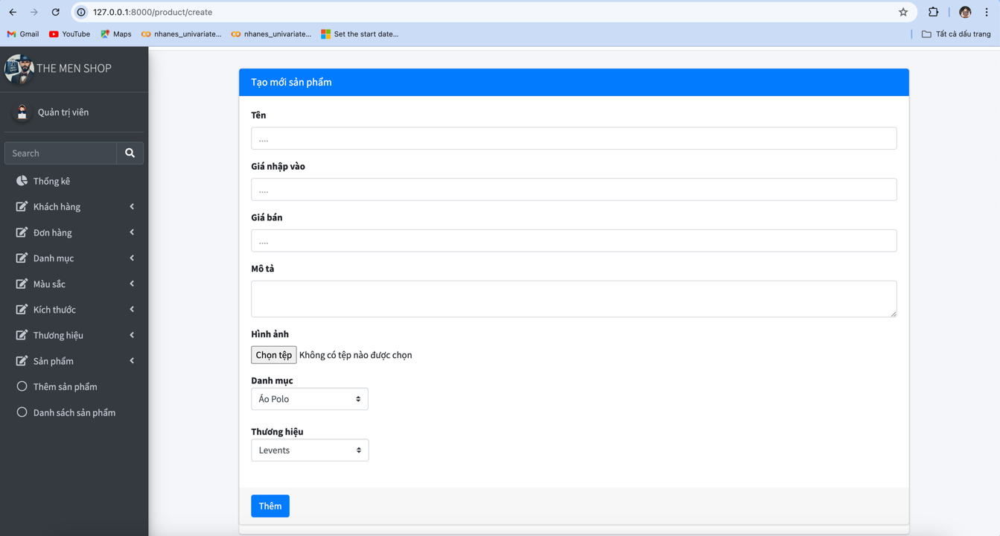 127.0.0.1:8000/product/create
Gmail YouTube Maps nhanes_univariate... nhanes_univariate... Set the start date... Tất cả dấu trang
THE MEN SHOP
Quản trị viên
Search
Thống kê
Khách hàng
Đơn hàng
Danh mục
Màu sắc
Kích thước
Thương hiệu
Sản phẩm
Thêm sản phẩm
Danh sách sản phẩm
Tạo mới sản phẩm
Tên
....
Giá nhập vào
....
Giá bán
....
Mô tả
Hình ảnh
Chọn tệp Không có tệp nào được chọn
Danh mục
Áo Polo
Thương hiệu
Levents
Thêm